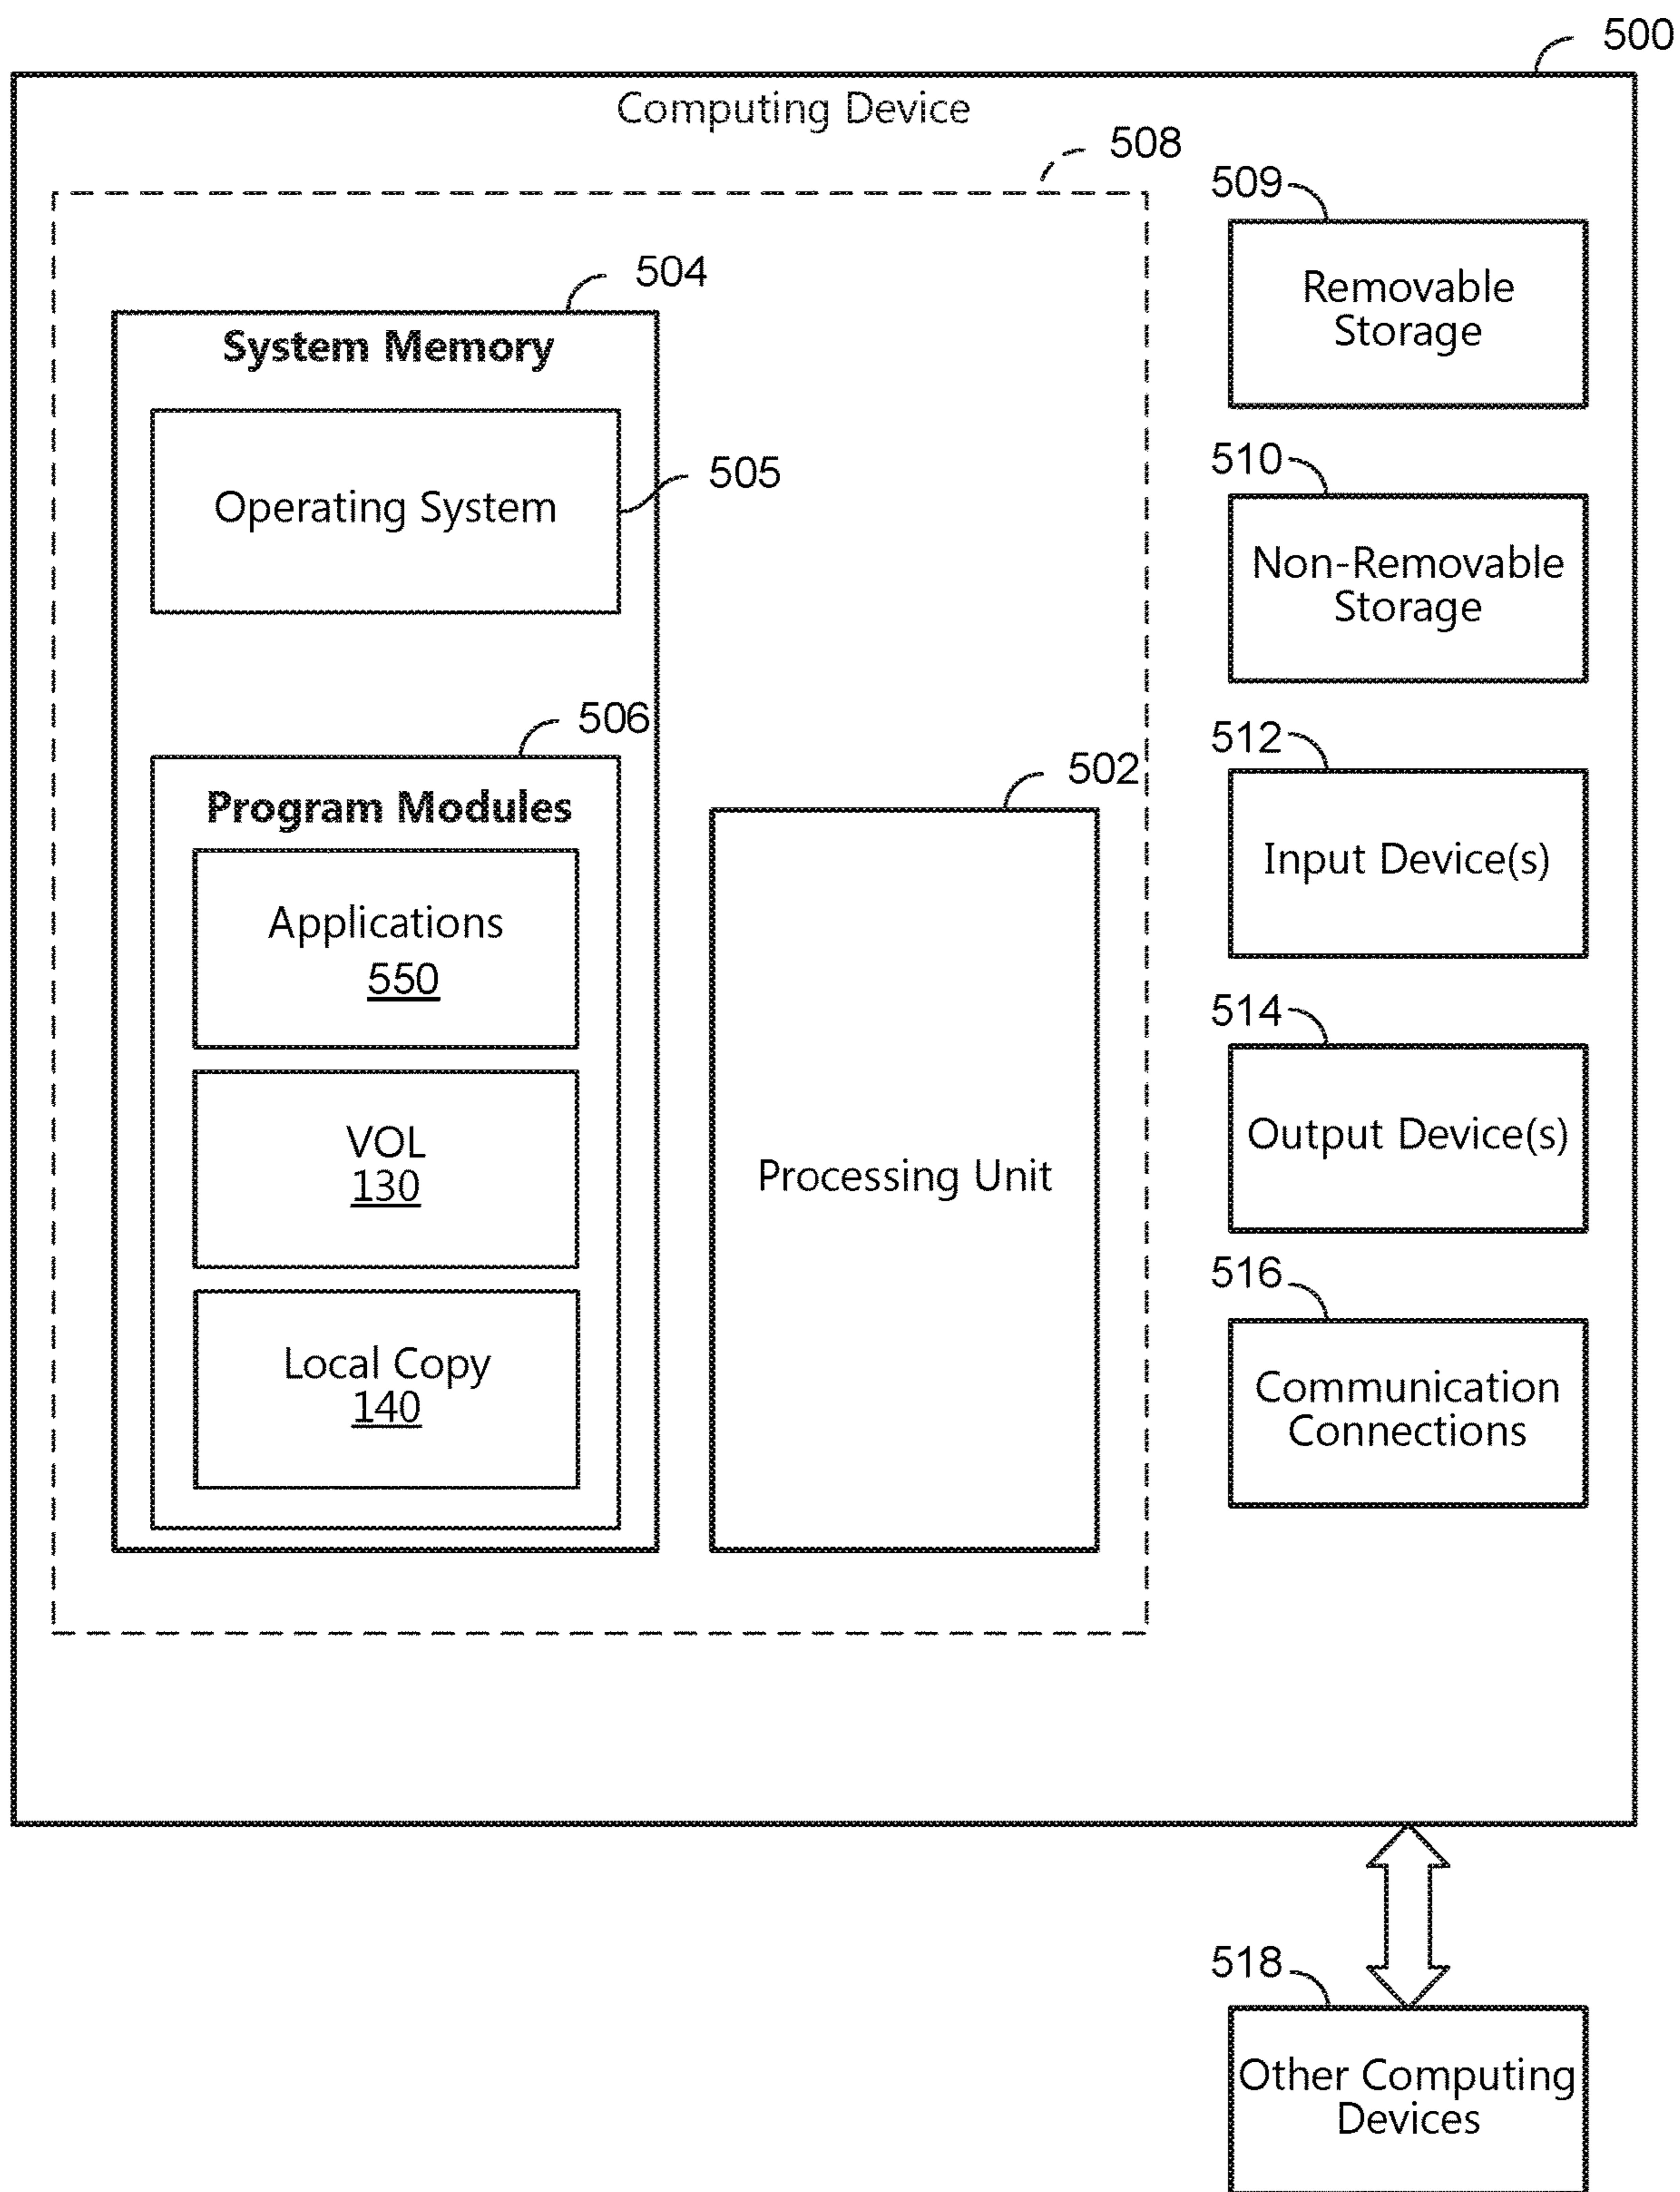 500
Computing Device
508
509
Removable
Storage
504
System Memory
Operating System
505
510
Non-Removable
Storage
506
Program Modules
Applications
550
VOL
130
Local Copy
140
502
Processing Unit
512
Input Device(s)
514
Output Device(s)
516
Communication
Connections
518
Other Computing
Devices